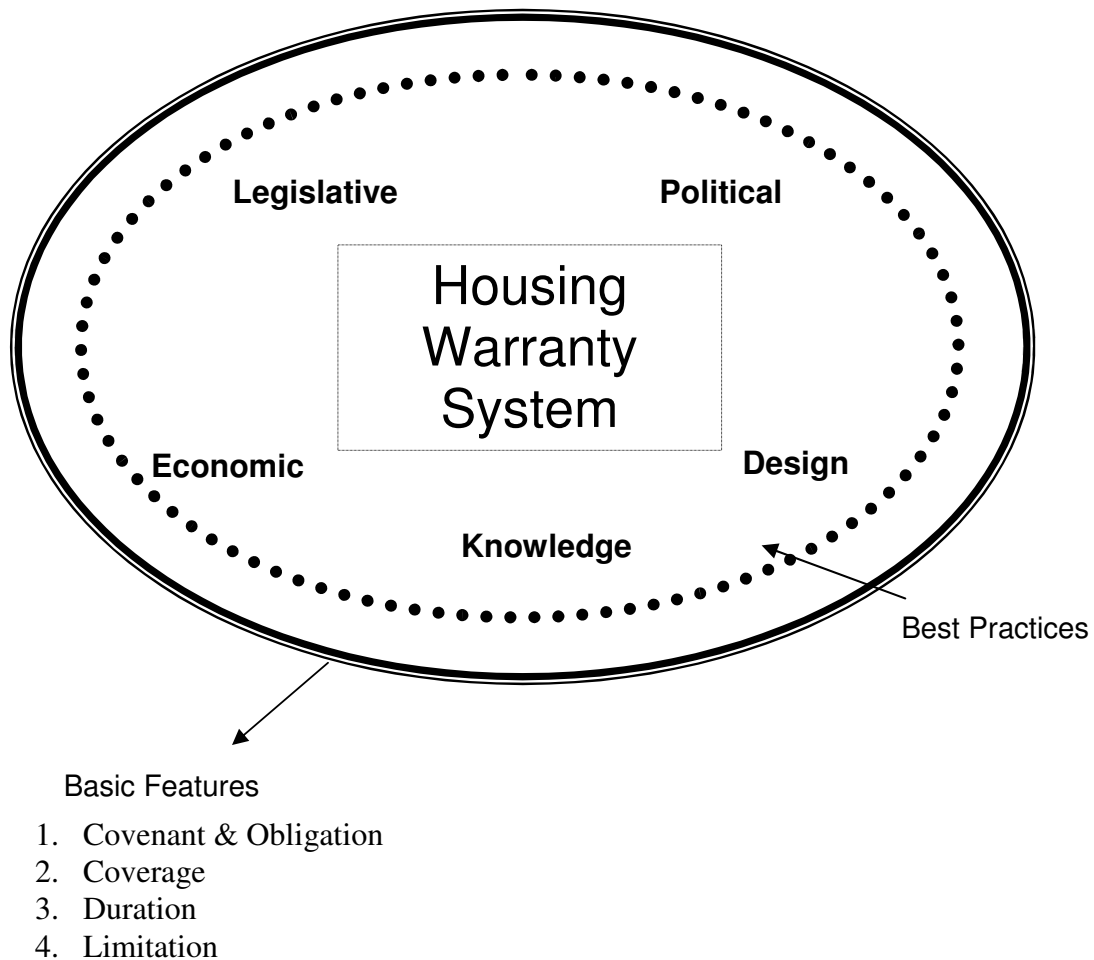 Legislative
Political
Housing
Warranty
System
Economic
Design
Knowledge
Best Practices
Basic Features
1. Covenant & Obligation
2. Coverage
3. Duration
4. Limitation